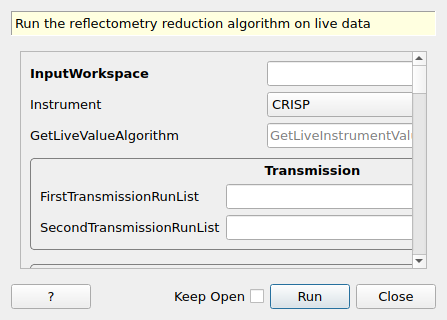 Run the reflectometry reduction algorithm on live data
InputWorkspace
Instrument CRISP
GetLiveValueAlgorithm
Transmission
FirstTransmissionRunList
SecondTransmissionRunList
? Keep Open Run Close